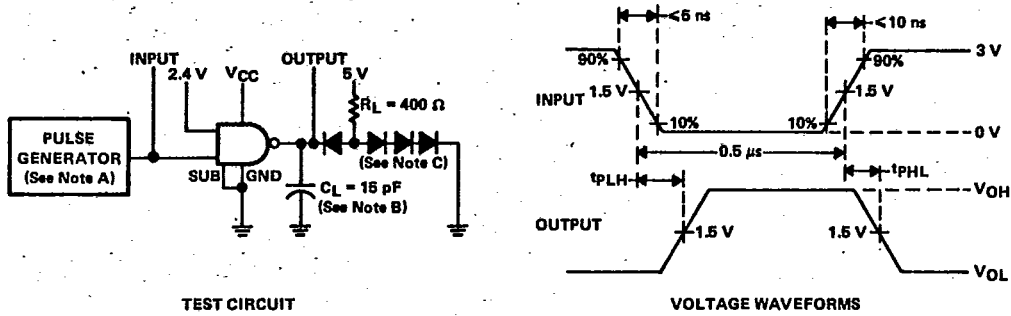 INPUT
2.4 V
VCC
OUTPUT
5 V
RL = 400 Ω
PULSE
GENERATOR
(See Note A)
SUB
GND
(See Note C)
CL = 15 pF
(See Note B)
TEST CIRCUIT
≤5 ns
≤10 ns
3 V
90%
90%
INPUT
1.5 V
1.5 V
10%
10%
0 V
0.5 µs
tPLH
tPHL
VOH
OUTPUT
1.5 V
1.5 V
VOL
VOLTAGE WAVEFORMS